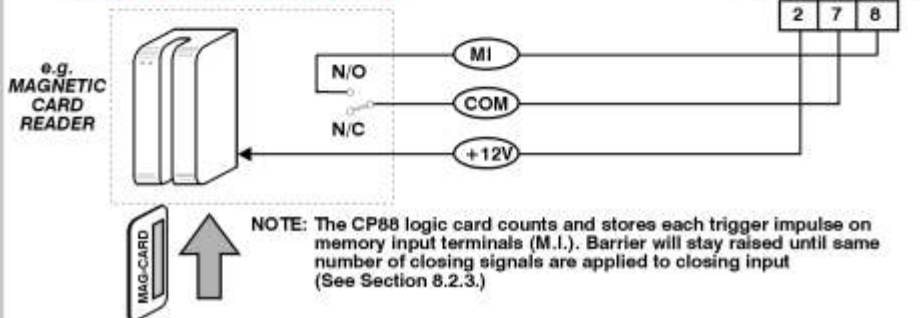 2 7 8
e.g.
MAGNETIC
CARD
READER
N/O
N/C
MI
COM
+12V
MAG-CARD
NOTE: The CP88 logic card counts and stores each trigger impulse on
memory input terminals (M.I.). Barrier will stay raised until same
number of closing signals are applied to closing input
(See Section 8.2.3.)